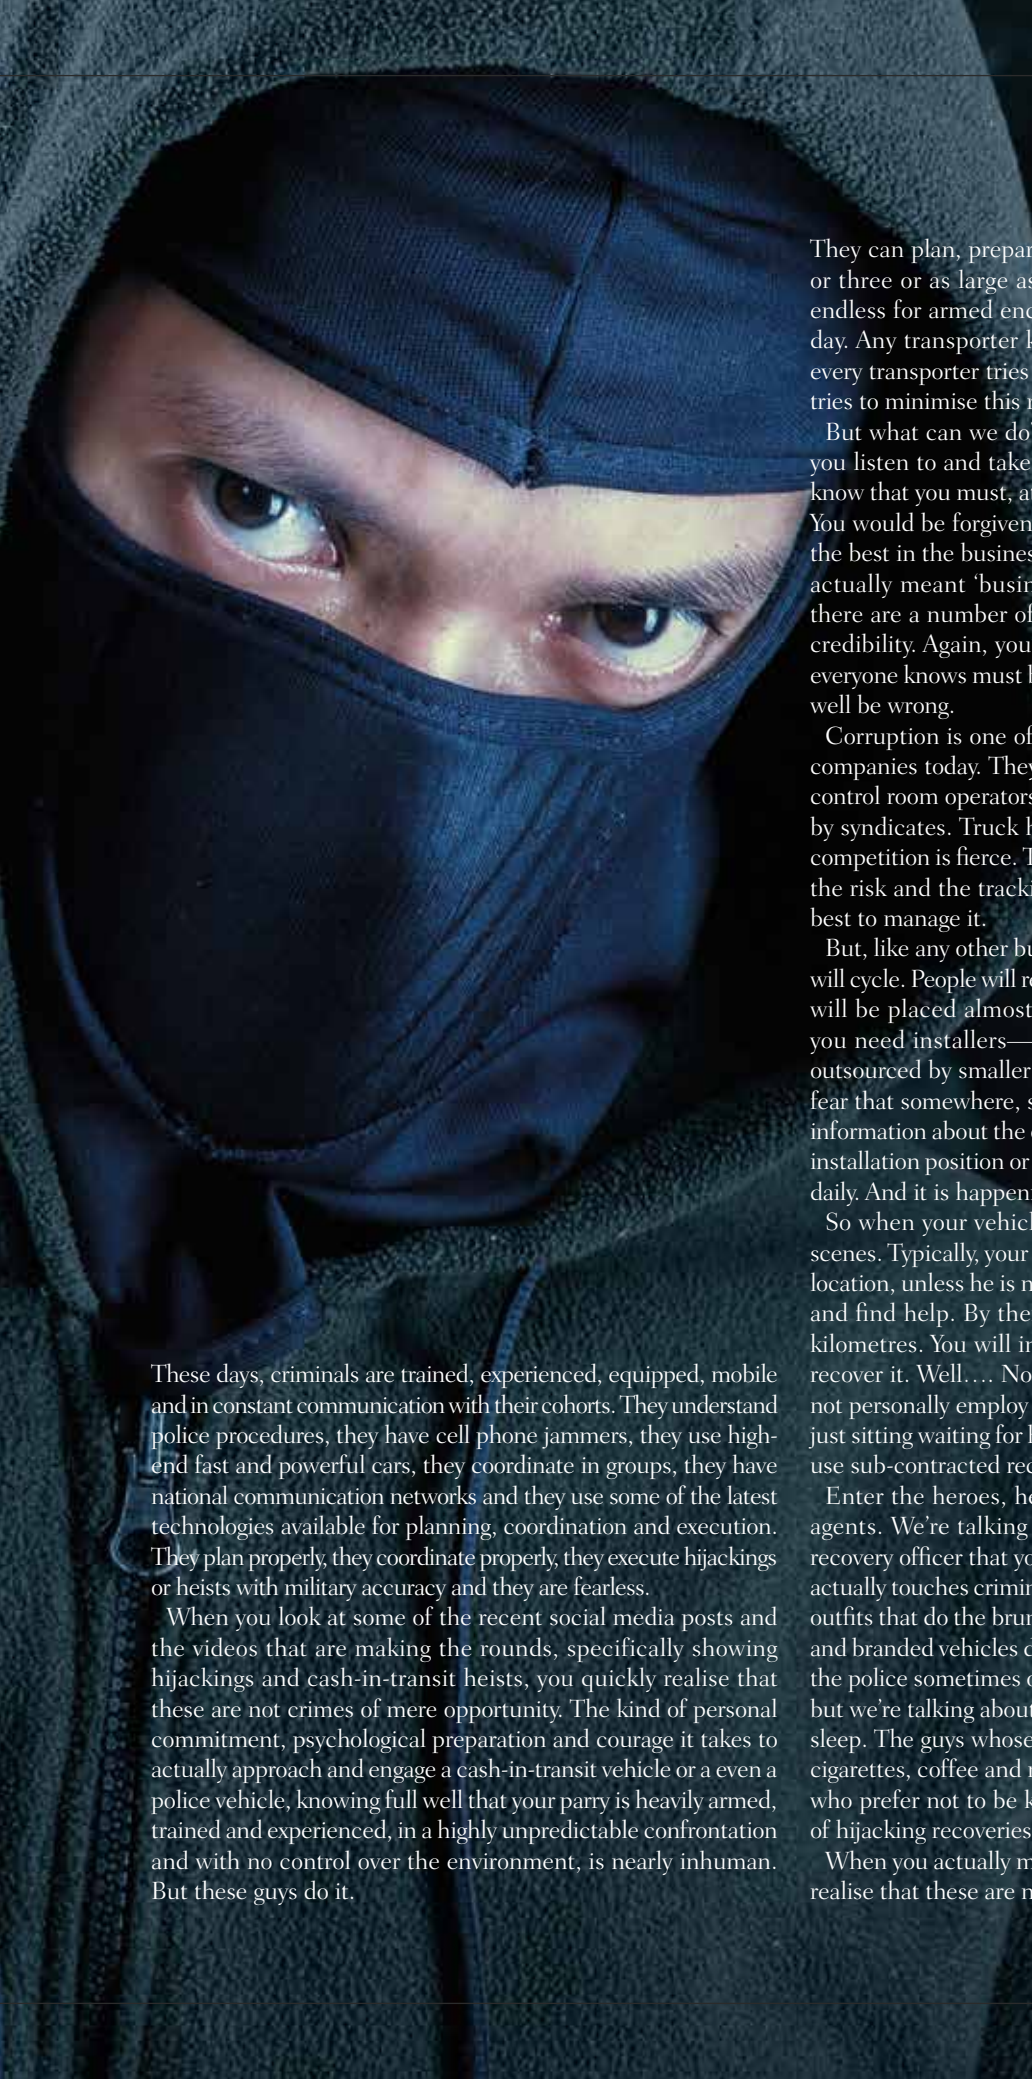 These days, criminals are trained, experienced, equipped, mobile
and in constant communication with their cohorts. They understand
police procedures, they have cell phone jammers, they use high-
end fast and powerful cars, they coordinate in groups, they have
national communication networks and they use some of the latest
technologies available for planning, coordination and execution.
They plan properly, they coordinate properly, they execute hijackings
or heists with military accuracy and they are fearless.
When you look at some of the recent social media posts and
the videos that are making the rounds, specifically showing
hijackings and cash-in-transit heists, you quickly realise that
these are not crimes of mere opportunity. The kind of personal
commitment, psychological preparation and courage it takes to
actually approach and engage a cash-in-transit vehicle or a even a
police vehicle, knowing full well that your parry is heavily armed,
trained and experienced, in a highly unpredictable confrontation
and with no control over the environment, is nearly inhuman.
But these guys do it.
They can plan,
or three or as large
endless for armed
day. Any transporter
every transporter tries
tries to minimise this
But what can we
you listen to and take
know that you must,
You would be forgiven
the best in the
actually meant
there are a number of
credibility. Again, you
everyone knows must
well be wrong.
Corruption is one of
companies today.
control room operators
by syndicates. Truck
competition is fierce.
the risk and the
best to manage it.
But, like any other
will cycle. People will
will be placed almost
you need installers—
outsourced by smaller
fear that somewhere,
information about the
installation position or
daily. And it is
So when your
scenes. Typically, your
location, unless he is
and find help. By the
kilometres. You will
recover it. Well….
not personally employ
just sitting waiting for
use sub-contracted
Enter the heroes,
agents. We’re talking
recovery officer that
actually touches
outfits that do the
and branded vehicles
the police sometimes
but we’re talking about
sleep. The guys whose
cigarettes, coffee and
who prefer not to be
of hijacking recoveries
When you actually
realise that these are